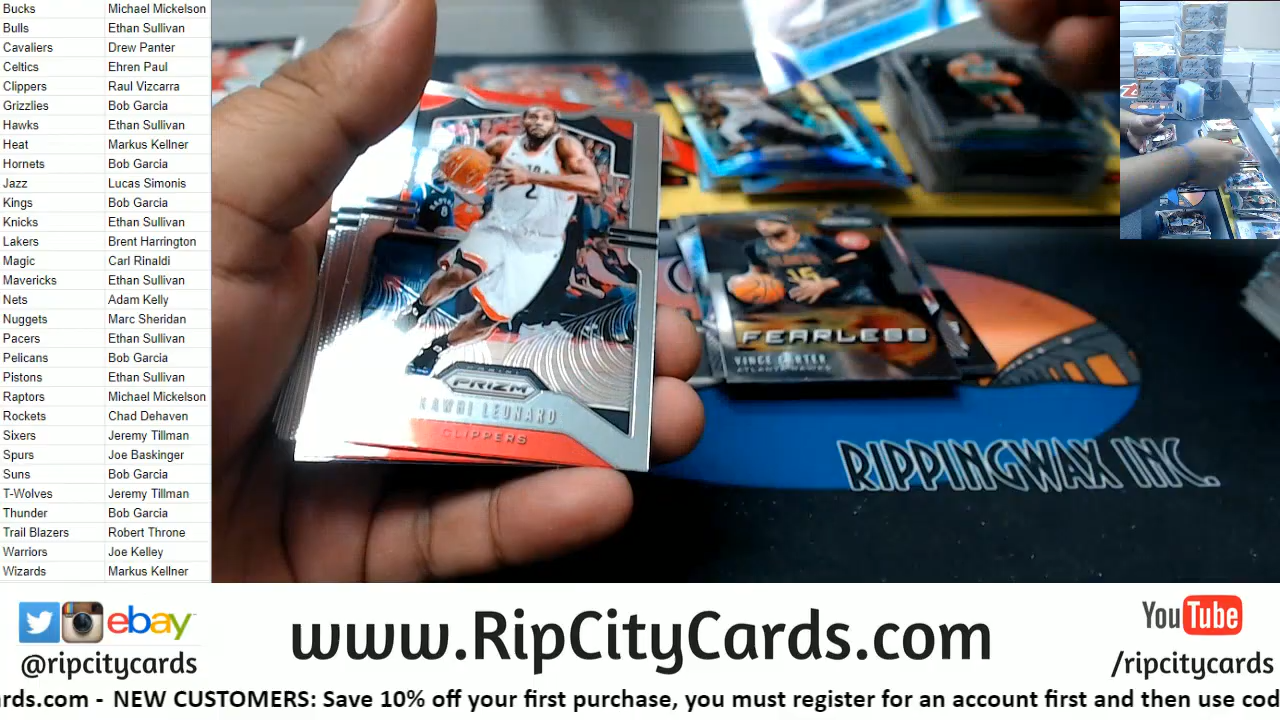 Bucks Michael Mickelson
Bulls Ethan Sullivan
Cavaliers Drew Panter
Celtics Ehren Paul
Clippers Raul Vizcarra
Grizzlies Bob Garcia
Hawks Ethan Sullivan
Heat Markus Kellner
Hornets Bob Garcia
Jazz Lucas Simonis
Kings Bob Garcia
Knicks Ethan Sullivan
Lakers Brent Harrington
Magic Carl Rinaldi
Mavericks Ethan Sullivan
Nets Adam Kelly
Nuggets Marc Sheridan
Pacers Ethan Sullivan
Pelicans Bob Garcia
Pistons Ethan Sullivan
Raptors Michael Mickelson
Rockets Chad Dehaven
Sixers Jeremy Tillman
Spurs Joe Baskinger
Suns Bob Garcia
T-Wolves Jeremy Tillman
Thunder Bob Garcia
Trail Blazers Robert Throne
Warriors Joe Kelley
Wizards Markus Kellner
2
PRIZM
KAWHI LEONARD
CLIPPERS
15
FEARLESS
VINCE CARTER
ATLANTA HAWKS
RIPPINGWAX INC.
ebay
@ripcitycards
www.RipCityCards.com
YouTube
/ripcitycards
ards.com - NEW CUSTOMERS: Save 10% off your first purchase, you must register for an account first and then use cod